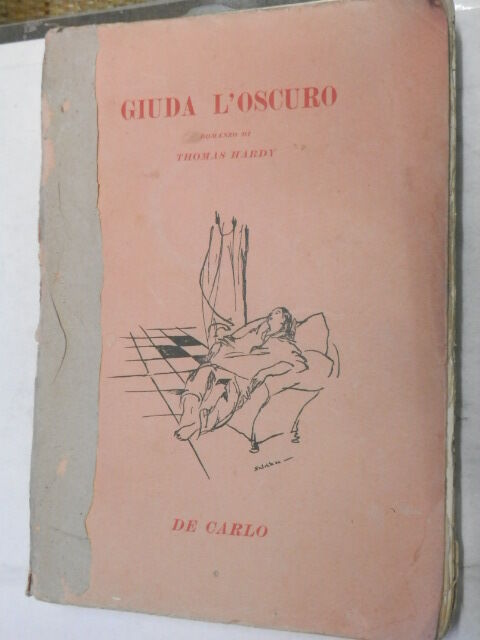 GIUDA L'OSCURO
ROMANZO DI
THOMAS HARDY
DE CARLO